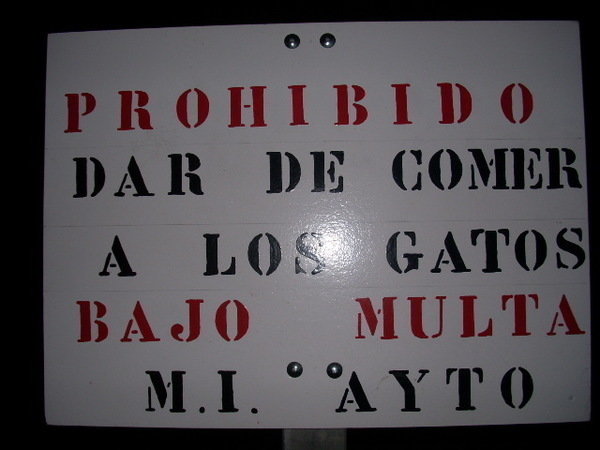 PROHIBIDO
DAR DE COMER
A LOS GATOS
BAJO MULTA
M.I. AYTO